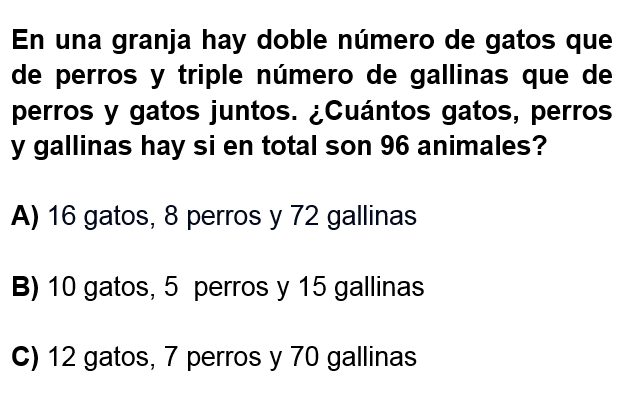 En una granja hay doble número de gatos que
de perros y triple número de gallinas que de
perros y gatos juntos. ¿Cuántos gatos, perros
y gallinas hay si en total son 96 animales?
A) 16 gatos, 8 perros y 72 gallinas
B) 10 gatos, 5 perros y 15 gallinas
C) 12 gatos, 7 perros y 70 gallinas